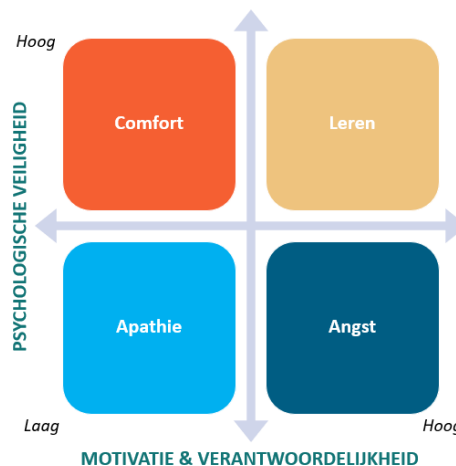 Hoog
Comfort
Leren
PSYCHOLOGISCHE VEILIGHEID
Apathie
Angst
Laag
Hoog
MOTIVATIE & VERANTWOORDELIJKHEID